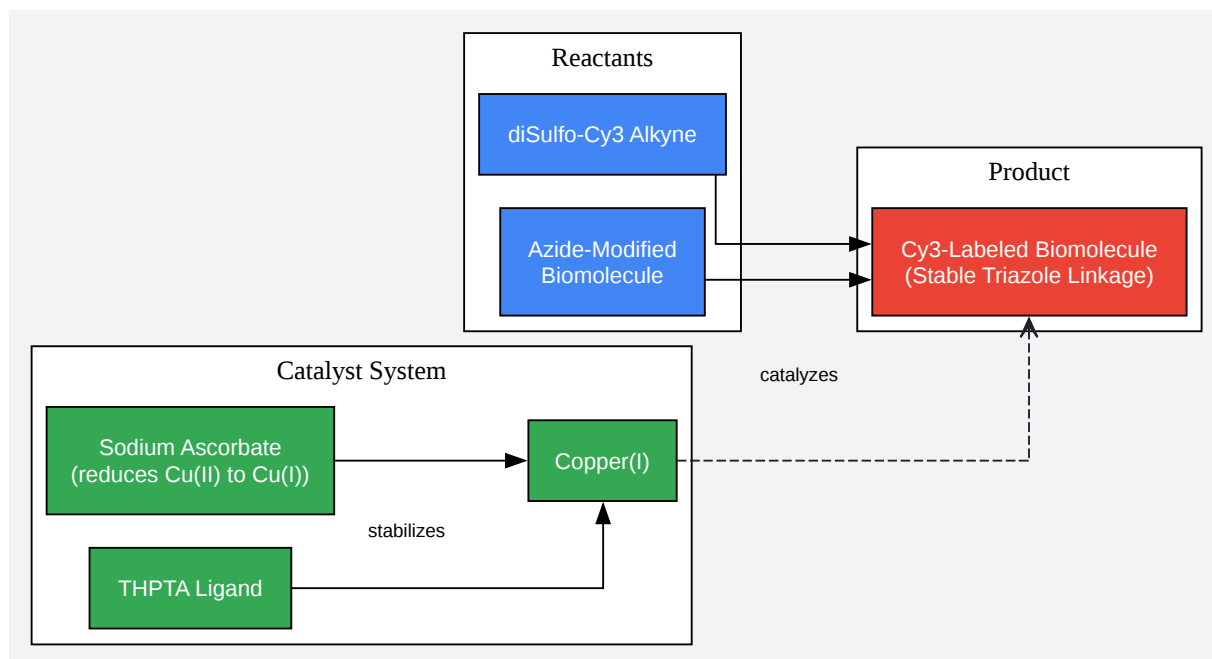 Reactants
diSulfo-Cy3 Alkyne
Azide-Modified
Biomolecule
Product
Cy3-Labeled Biomolecule
(Stable Triazole Linkage)
Catalyst System
Sodium Ascorbate
(reduces Cu(II) to Cu(I))
Copper(I)
THPTA Ligand
stabilizes
catalyzes